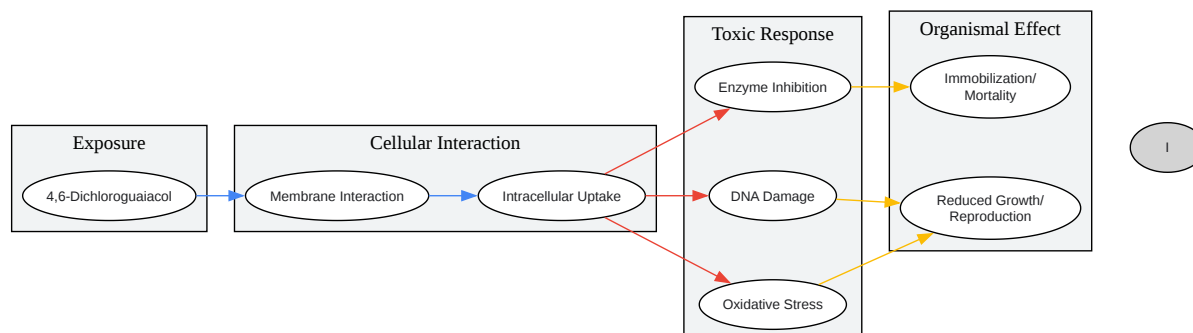 Exposure
4,6-Dichloroguaiacol
Cellular Interaction
Membrane Interaction
Intracellular Uptake
Toxic Response
Enzyme Inhibition
DNA Damage
Oxidative Stress
Organismal Effect
Immobilization/
Mortality
Reduced Growth/
Reproduction
I